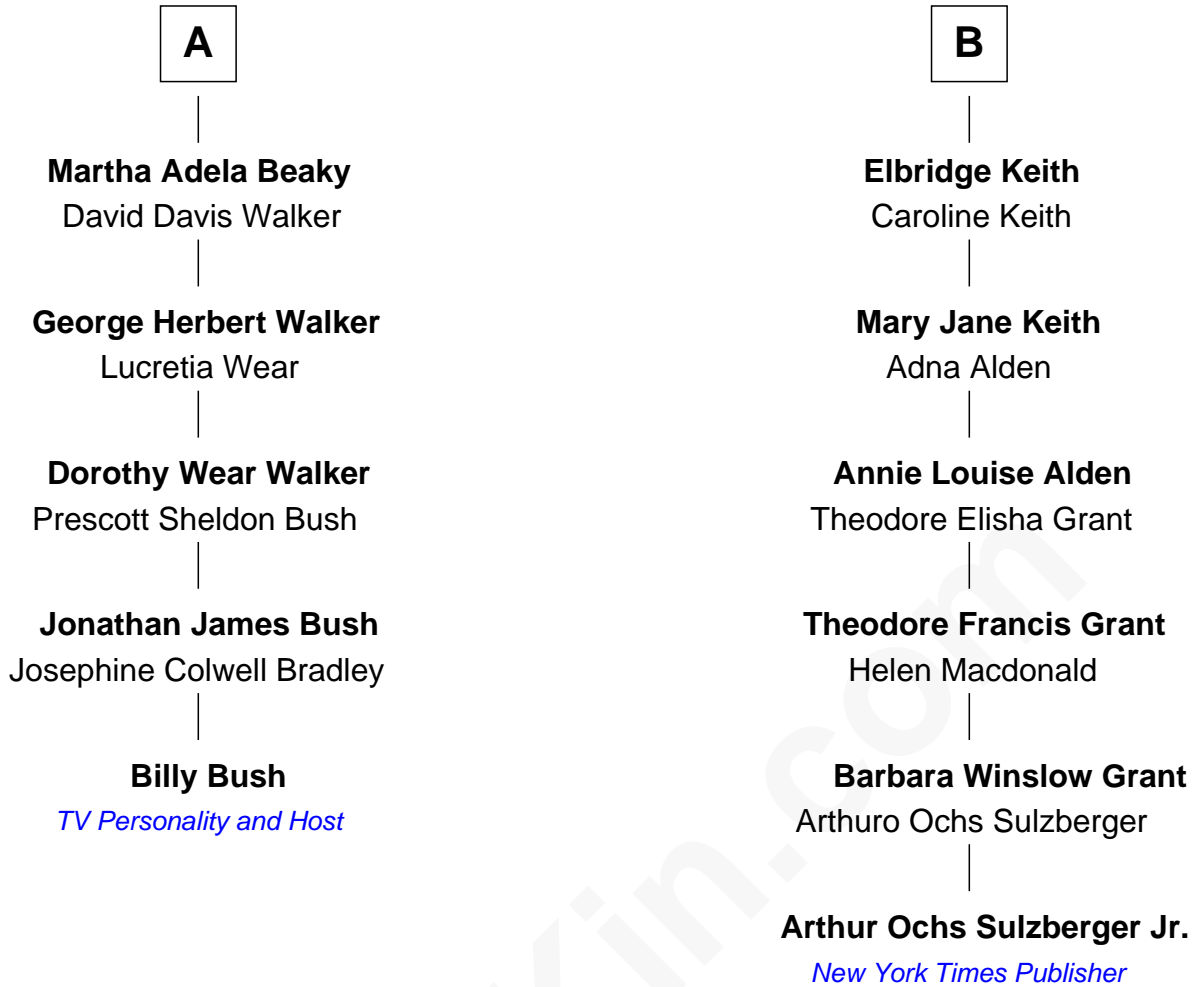 A
Martha Adela Beaky
David Davis Walker
George Herbert Walker
Lucretia Wear
Dorothy Wear Walker
Prescott Sheldon Bush
Jonathan James Bush
Josephine Colwell Bradley
Billy Bush
TV Personality and Host
B
Elbridge Keith
Caroline Keith
Mary Jane Keith
Adna Alden
Annie Louise Alden
Theodore Elisha Grant
Theodore Francis Grant
Helen Macdonald
Barbara Winslow Grant
Arthuro Ochs Sulzberger
Arthur Ochs Sulzberger Jr.
New York Times Publisher
Kin.com